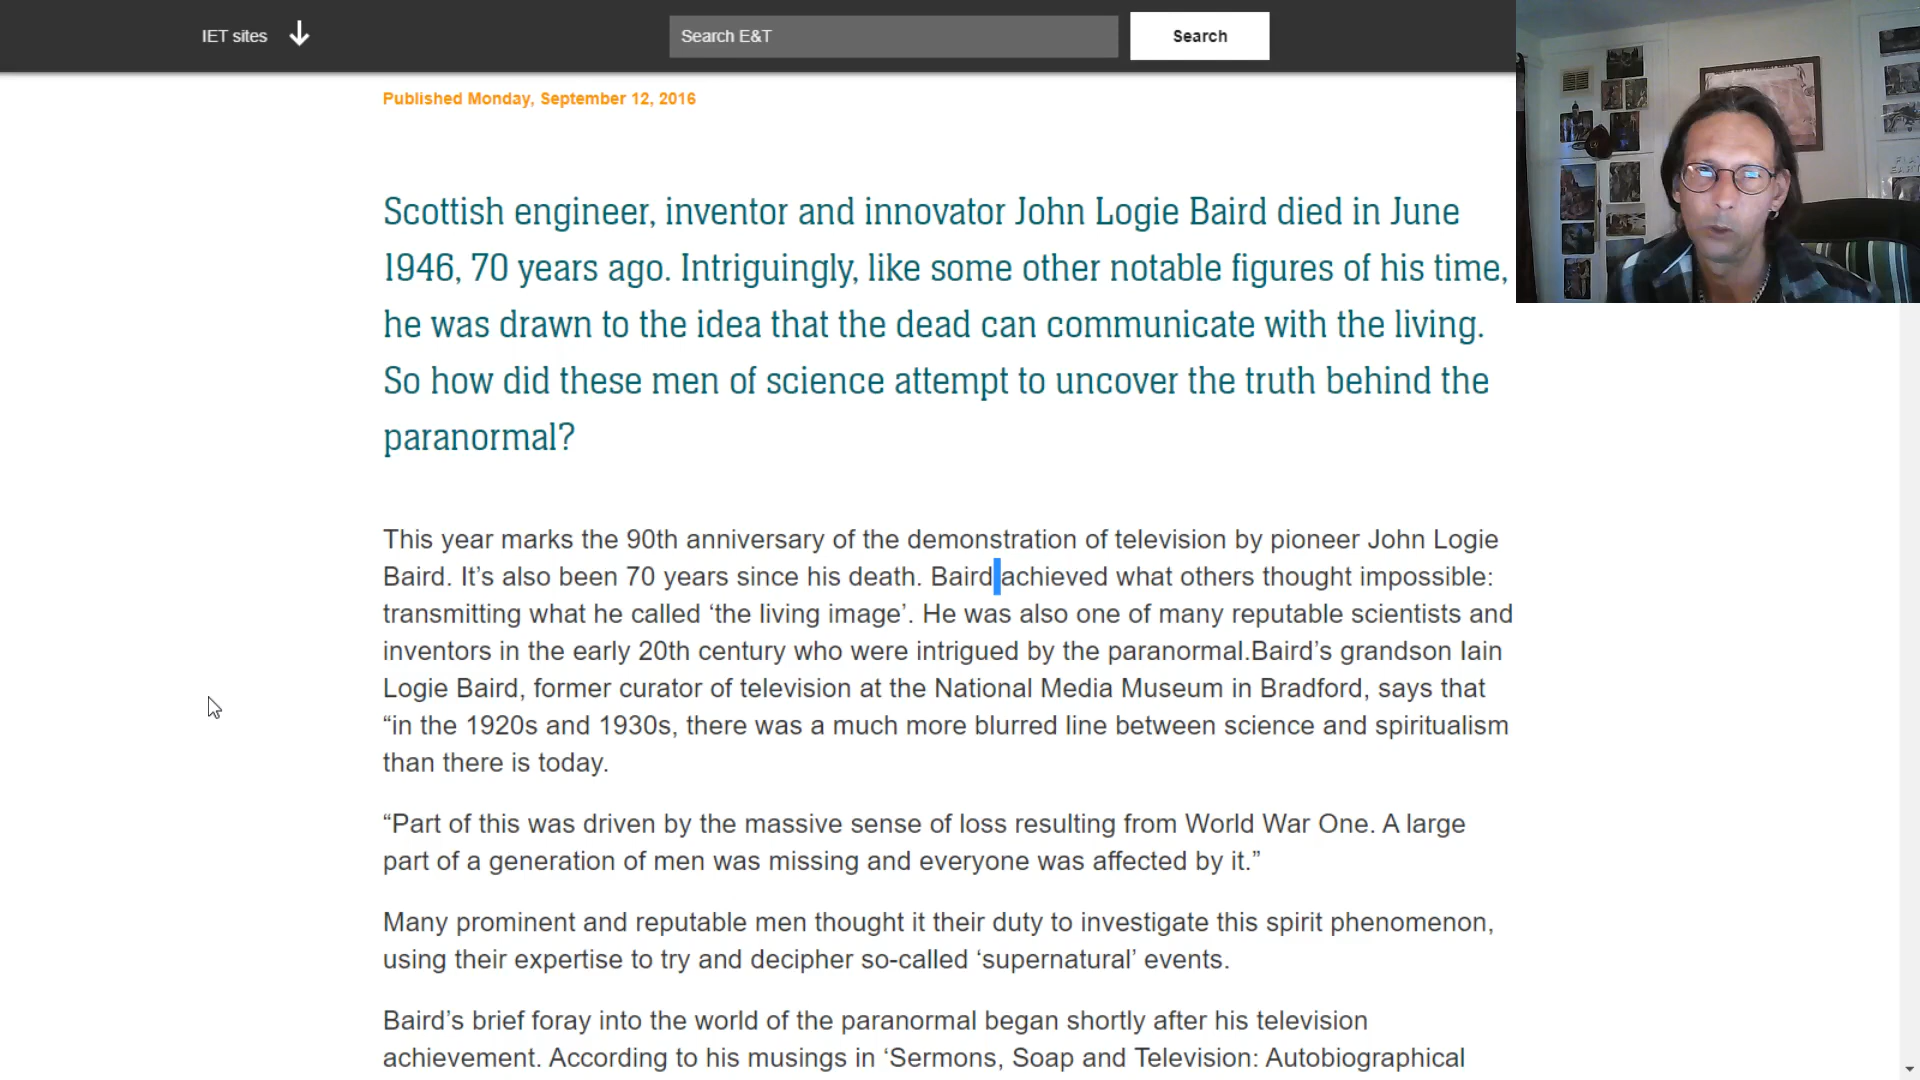 IET sites
Search E&T
Search
Published Monday, September 12, 2016
Scottish engineer, inventor and innovator John Logie Baird died in June
1946, 70 years ago. Intriguingly, like some other notable figures of his time,
he was drawn to the idea that the dead can communicate with the living.
So how did these men of science attempt to uncover the truth behind the
paranormal?
This year marks the 90th anniversary of the demonstration of television by pioneer John Logie
Baird. It’s also been 70 years since his death. Baird achieved what others thought impossible:
transmitting what he called ‘the living image’. He was also one of many reputable scientists and
inventors in the early 20th century who were intrigued by the paranormal.Baird’s grandson Iain
Logie Baird, former curator of television at the National Media Museum in Bradford, says that
“in the 1920s and 1930s, there was a much more blurred line between science and spiritualism
than there is today.
“Part of this was driven by the massive sense of loss resulting from World War One. A large
part of a generation of men was missing and everyone was affected by it.”
Many prominent and reputable men thought it their duty to investigate this spirit phenomenon,
using their expertise to try and decipher so-called ‘supernatural’ events.
Baird’s brief foray into the world of the paranormal began shortly after his television
achievement. According to his musings in ‘Sermons, Soap and Television: Autobiographical